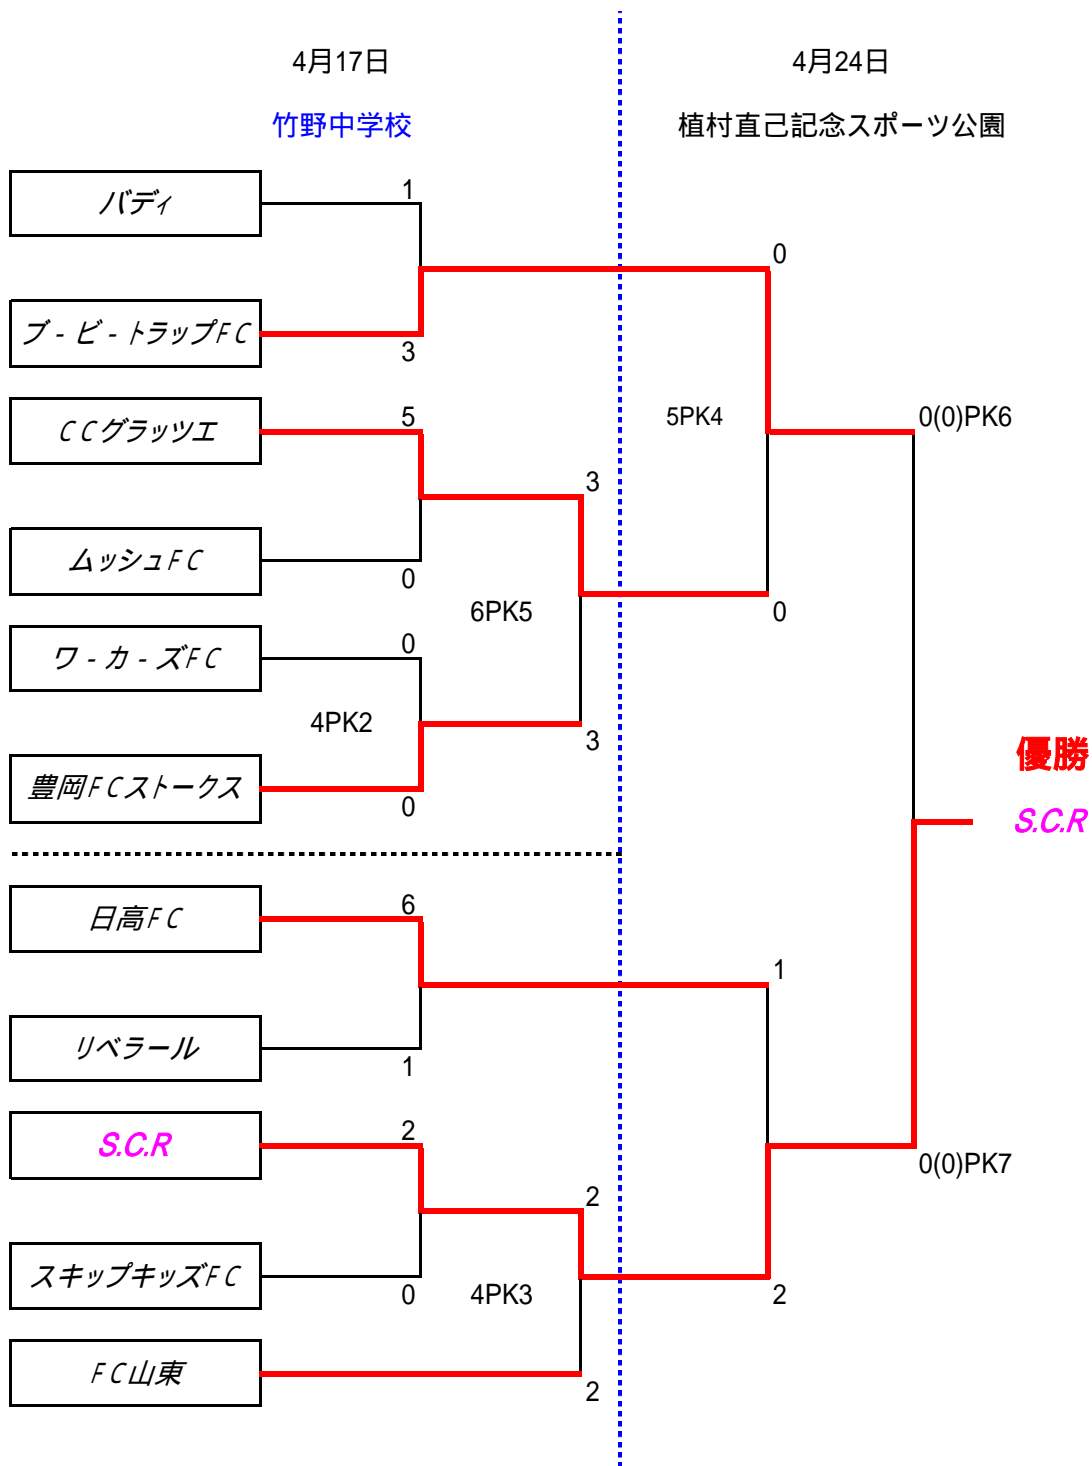 4月17日
4月24日
竹野中学校
植村直己記念スポーツ公園
バディ
1
0
ブ-ビ-トラップFC
3
CCグラッツエ
5
5PK4
0(0)PK6
3
ムッシュFC
0
6PK5
0
ワ-カ-ズFC
0
4PK2
3
優勝
豊岡FCストークス
0
S.C.R
日高FC
6
1
リベラール
1
S.C.R
2
0(0)PK7
2
スキップキッズFC
0
4PK3
2
FC山東
2